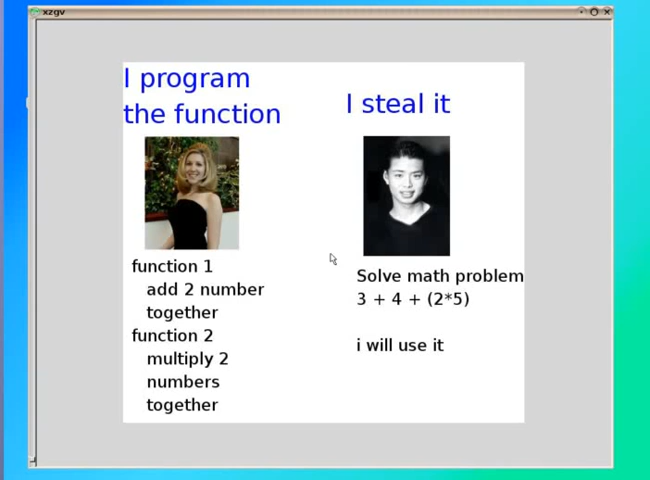 xzgv
I program
the function
I steal it
function 1
add 2 number
together
function 2
multiply 2
numbers
together
Solve math problem
3 + 4 + (2*5)
i will use it